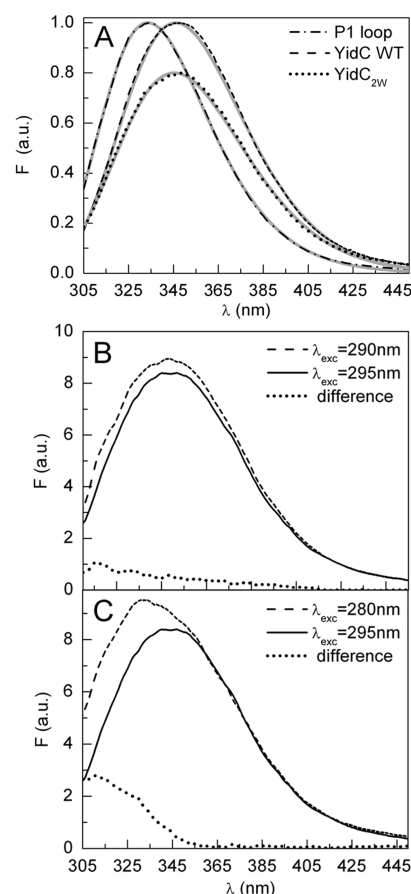 A
P1 loop
YidC WT
YidC2W
1.0
0.8
0.6
0.4
0.2
0.0
F (a.u.)
305 325 345 365 385 405 425 445
λ (nm)
B
λexc=290nm
λexc=295nm
difference
10
8
6
4
2
0
F (a.u.)
C
λexc=280nm
λexc=295nm
difference
8
6
4
2
0
F (a.u.)
305 325 345 365 385 405 425 445
λ (nm)